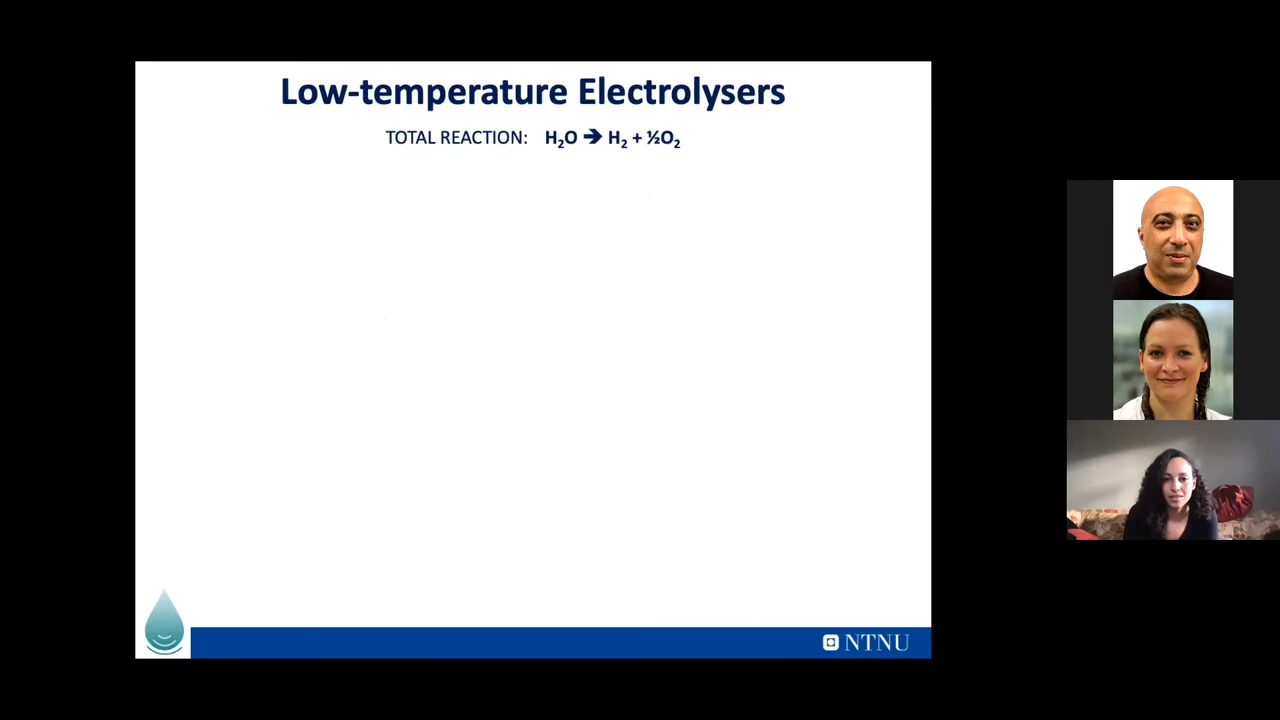 Low-temperature Electrolysers
TOTAL REACTION: H₂O ➔ H₂ + ½O₂
NTNU